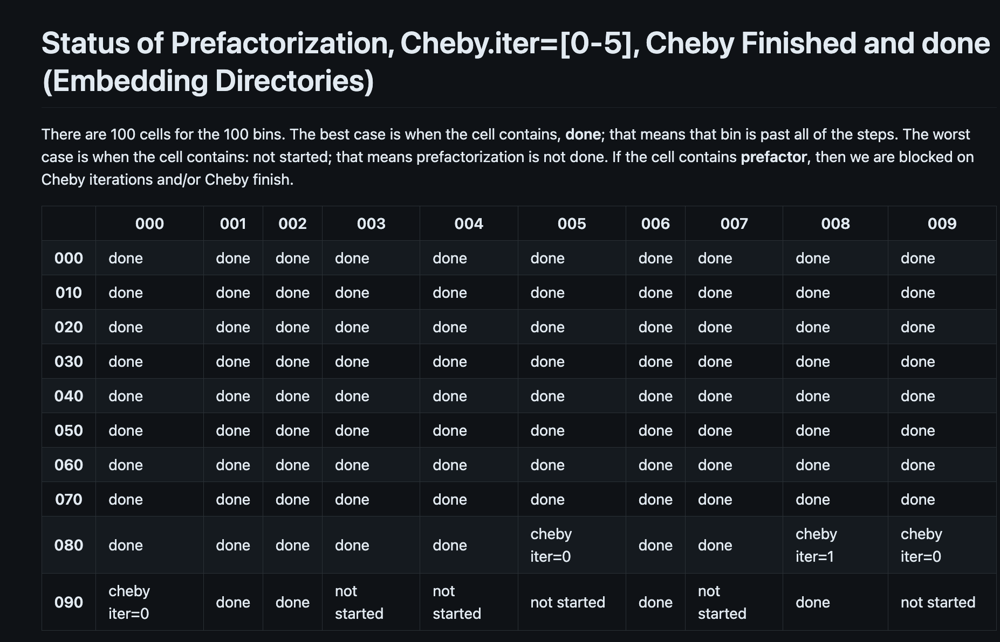 Status of Prefactorization, Cheby.iter=[0-5], Cheby Finished and done
(Embedding Directories)
There are 100 cells for the 100 bins. The best case is when the cell contains, done; that means that bin is past all of the steps. The worst
case is when the cell contains: not started; that means prefactorization is not done. If the cell contains prefactor, then we are blocked on
Cheby iterations and/or Cheby finish.
000 001 002 003 004 005 006 007 008 009
000 done done done done done done done done done done
010 done done done done done done done done done done
020 done done done done done done done done done done
030 done done done done done done done done done done
040 done done done done done done done done done done
050 done done done done done done done done done done
060 done done done done done done done done done done
070 done done done done done done done done done done
080 done done done done done cheby iter=0 done done cheby iter=1 cheby iter=0
090 cheby iter=0 done done not started not started not started done not started done not started